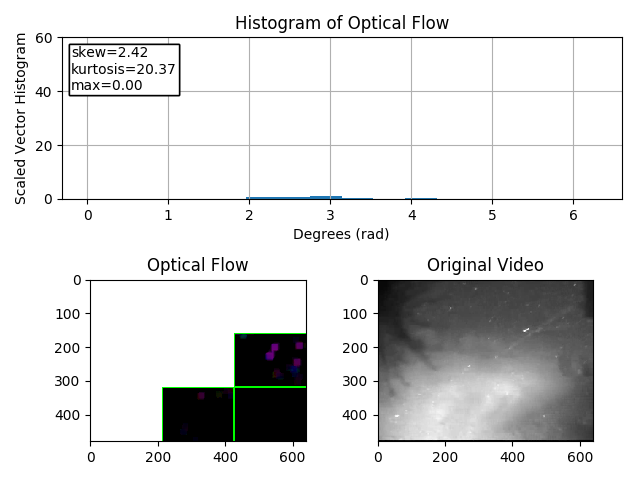 Histogram of Optical Flow
Scaled Vector Histogram
60
40
20
0
skew=2.42
kurtosis=20.37
max=0.00
0 1 2 3 4 5 6
Degrees (rad)
Optical Flow
0
100
200
300
400
0 200 400 600
Original Video
0
100
200
300
400
0 200 400 600